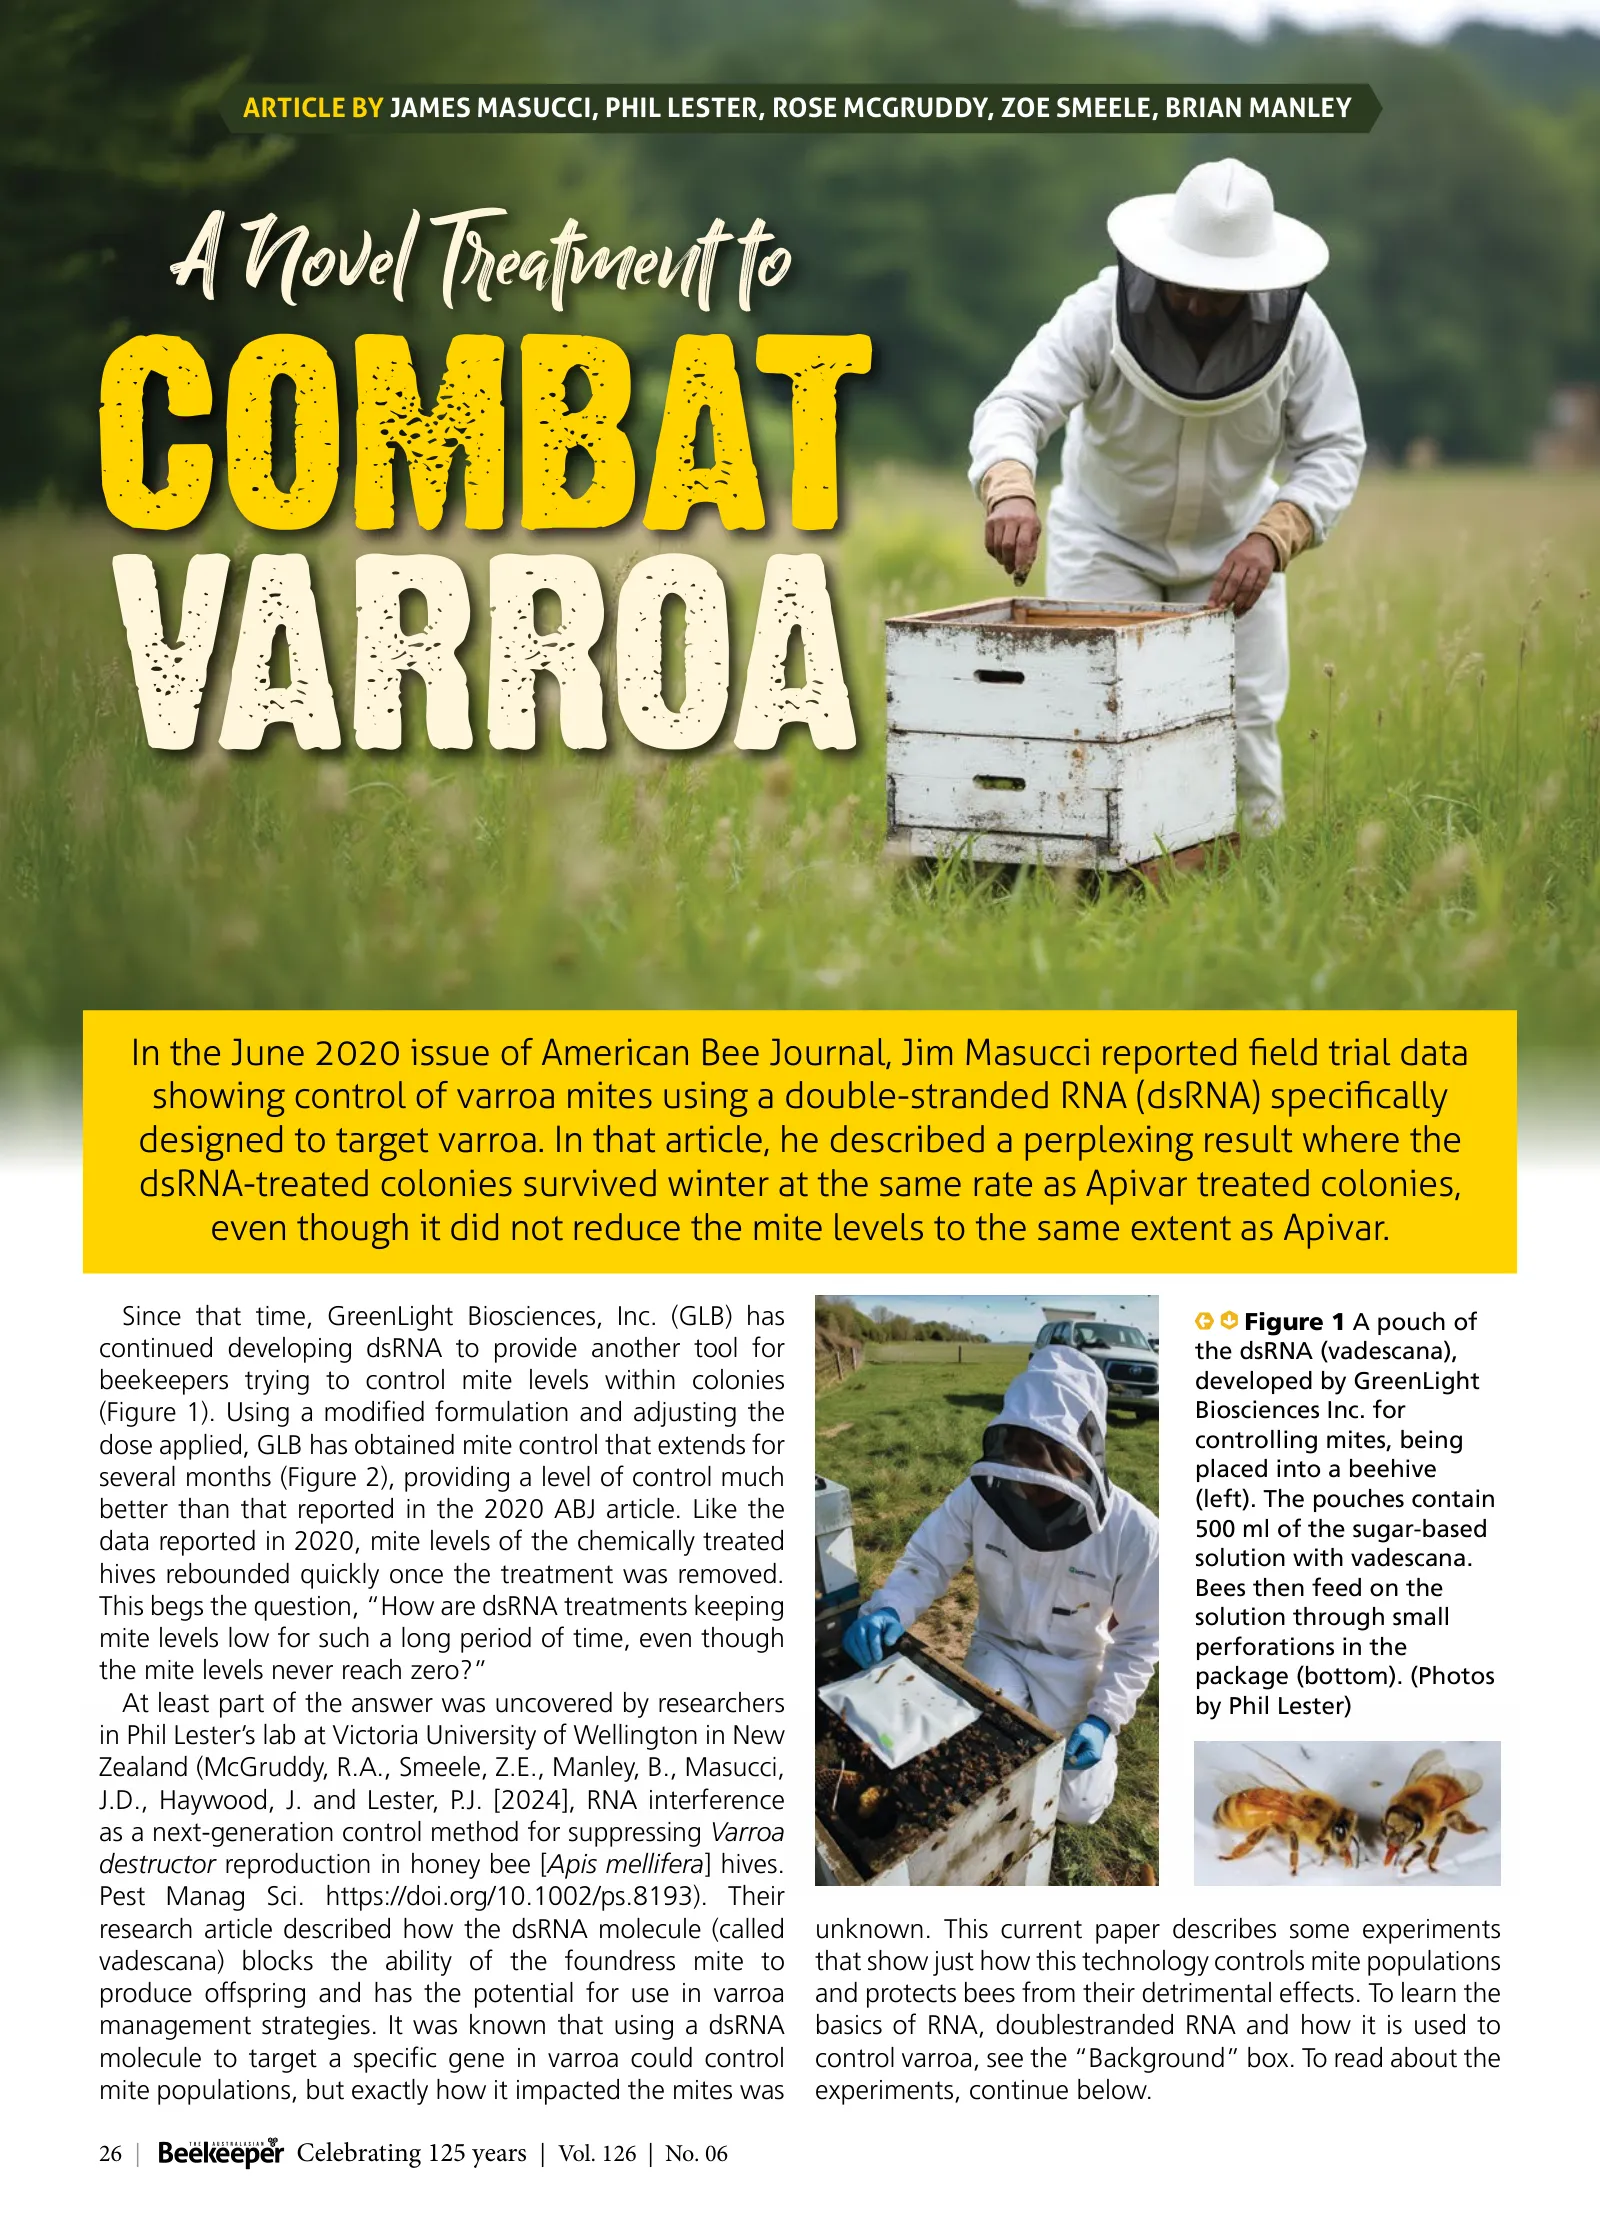 ARTICLE BY JAMES MASUCCI, PHIL LESTER, ROSE MCGRUDDY, ZOE SMEELE, BRIAN MANLEY
A Novel Treatment to
COMBAT
VARROA
In the June 2020 issue of American Bee Journal, Jim Masucci reported field trial data
showing control of varroa mites using a double-stranded RNA (dsRNA) specifically
designed to target varroa. In that article, he described a perplexing result where the
dsRNA-treated colonies survived winter at the same rate as Apivar treated colonies,
even though it did not reduce the mite levels to the same extent as Apivar.
Since that time, GreenLight Biosciences, Inc. (GLB) has
continued developing dsRNA to provide another tool for
beekeepers trying to control mite levels within colonies
(Figure 1). Using a modified formulation and adjusting the
dose applied, GLB has obtained mite control that extends for
several months (Figure 2), providing a level of control much
better than that reported in the 2020 ABJ article. Like the
data reported in 2020, mite levels of the chemically treated
hives rebounded quickly once the treatment was removed.
This begs the question, “How are dsRNA treatments keeping
mite levels low for such a long period of time, even though
the mite levels never reach zero?”
At least part of the answer was uncovered by researchers
in Phil Lester’s lab at Victoria University of Wellington in New
Zealand (McGruddy, R.A., Smeele, Z.E., Manley, B., Masucci,
J.D., Haywood, J. and Lester, P.J. [2024], RNA interference
as a next-generation control method for suppressing Varroa
destructor reproduction in honey bee [Apis mellifera] hives.
Pest Manag Sci. https://doi.org/10.1002/ps.8193). Their
research article described how the dsRNA molecule (called
vadescana) blocks the ability of the foundress mite to
produce offspring and has the potential for use in varroa
management strategies. It was known that using a dsRNA
molecule to target a specific gene in varroa could control
mite populations, but exactly how it impacted the mites was
Figure 1 A pouch of
the dsRNA (vadescana),
developed by GreenLight
Biosciences Inc. for
controlling mites, being
placed into a beehive
(left). The pouches contain
500 ml of the sugar-based
solution with vadescana.
Bees then feed on the
solution through small
perforations in the
package (bottom). (Photos
by Phil Lester)
unknown. This current paper describes some experiments
that show just how this technology controls mite populations
and protects bees from their detrimental effects. To learn the
basics of RNA, doublestranded RNA and how it is used to
control varroa, see the “Background” box. To read about the
experiments, continue below.
26 | THE AUSTRALASIAN Beekeeper Celebrating 125 years | Vol. 126 | No. 06